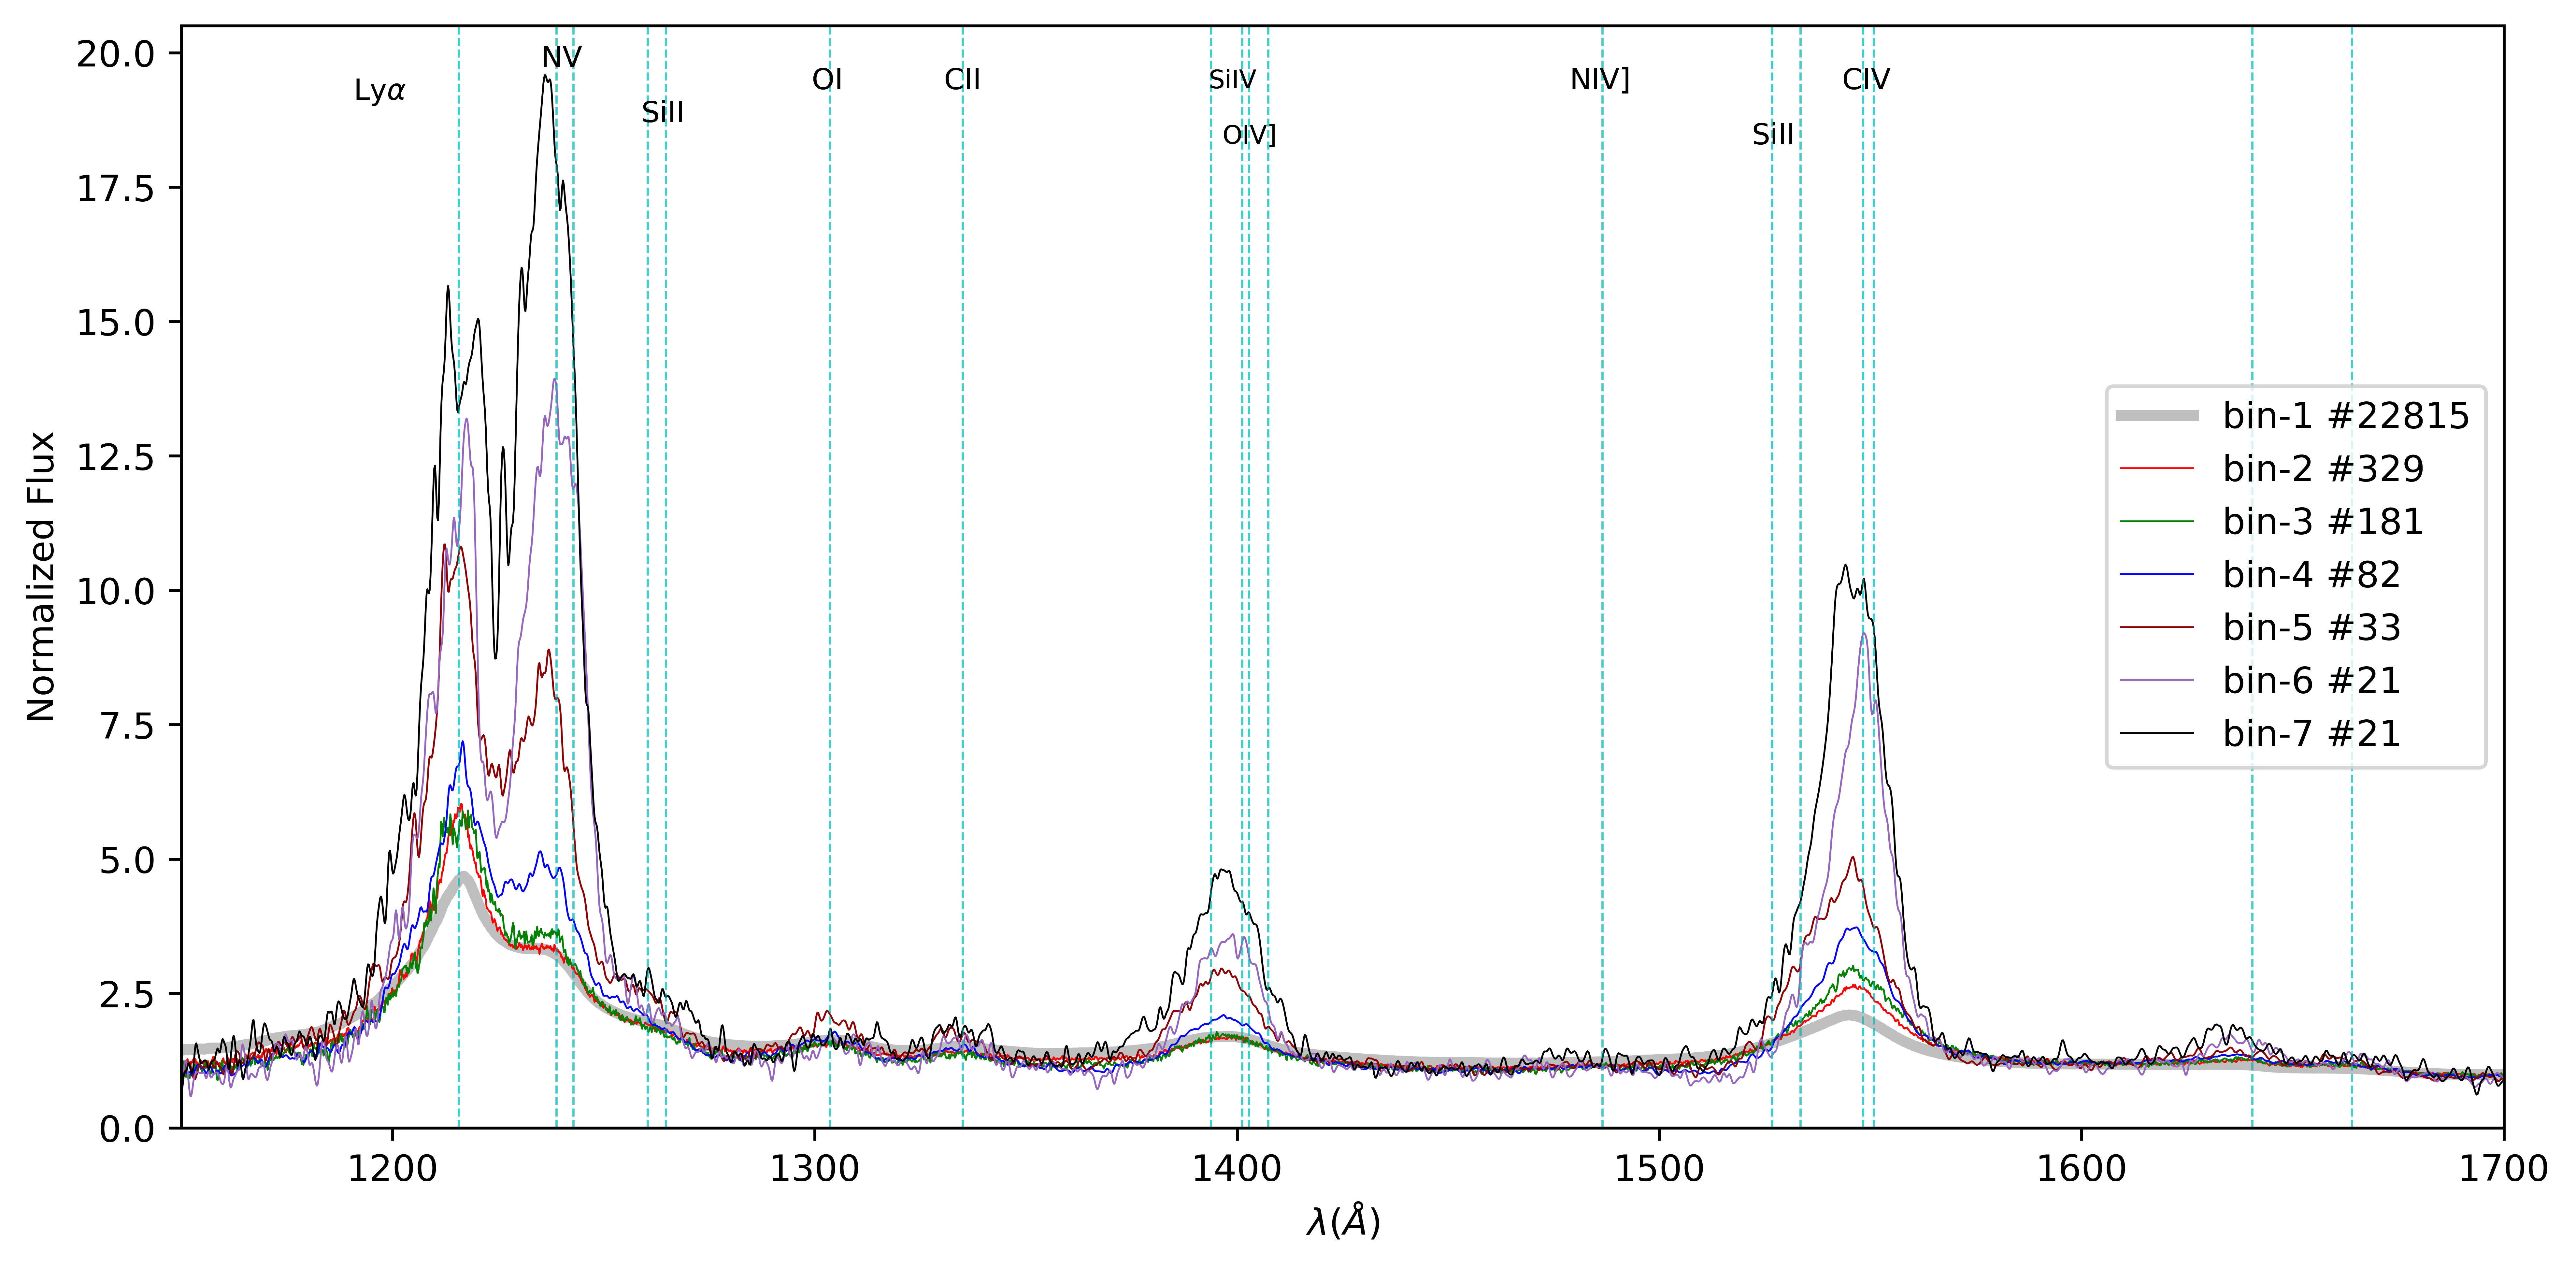 20.0
17.5
15.0
12.5
10.0
7.5
5.0
2.5
0.0
Normalized Flux
Lyα
NV
SiII
OI
CII
SiIV
OIV]
NIV]
SiII
CIV
bin-1 #22815
bin-2 #329
bin-3 #181
bin-4 #82
bin-5 #33
bin-6 #21
bin-7 #21
1200
1300
1400
1500
1600
1700
λ(Å)